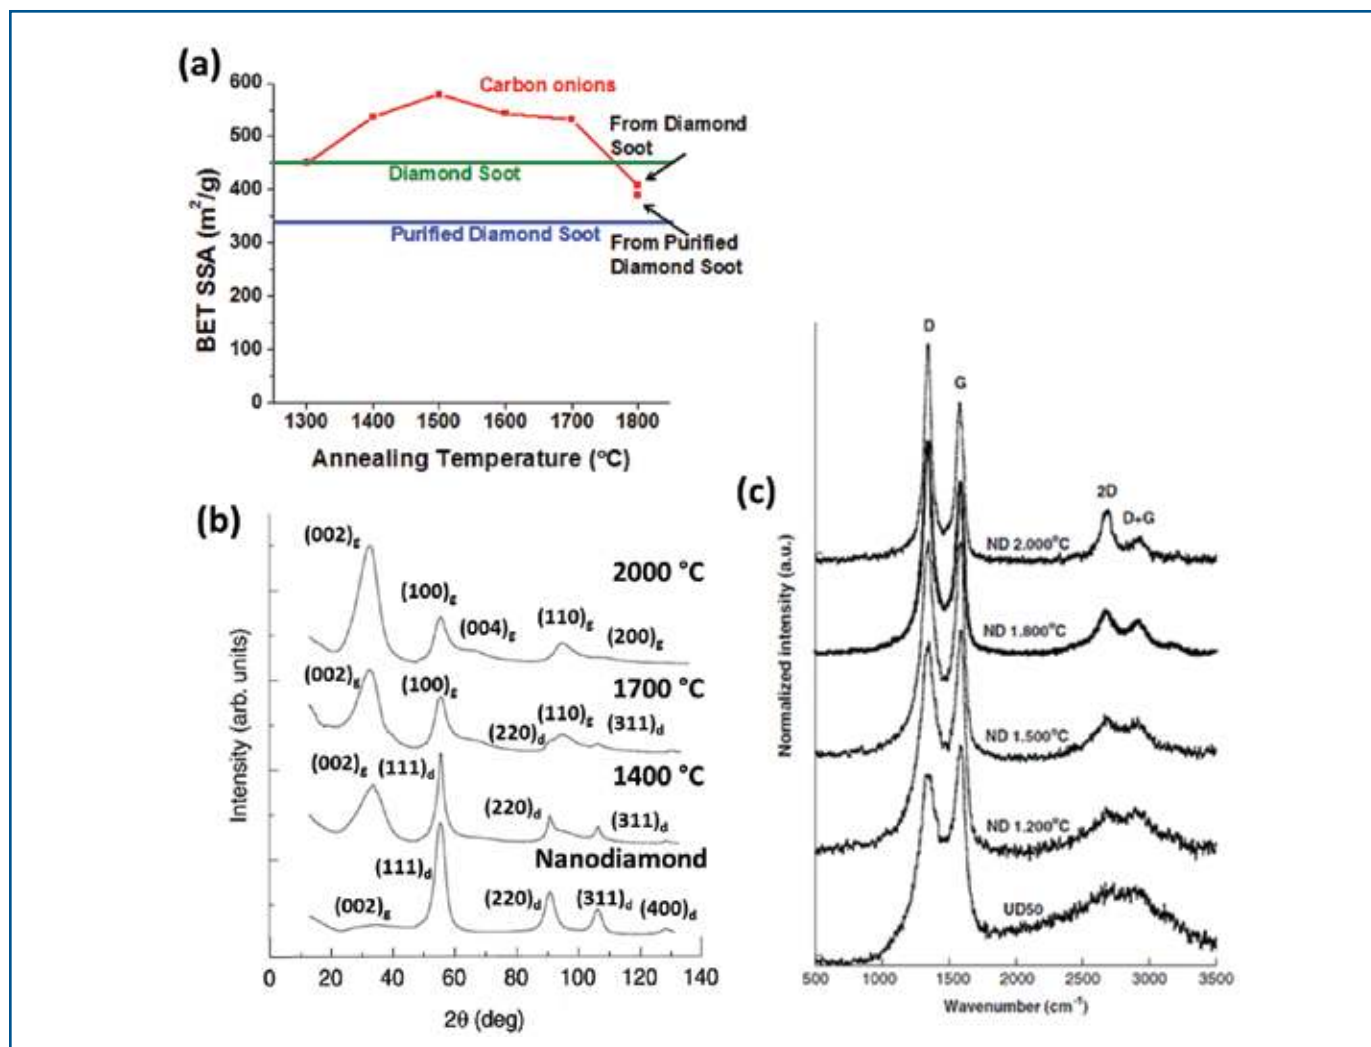 (a)
600
500
400
300
200
100
0
BET SSA (m²/g)
Carbon onions
From Diamond
Soot
Diamond Soot
Purified Diamond Soot
From Purified
Diamond Soot
1300 1400 1500 1600 1700 1800
Annealing Temperature (°C)
(b)
Intensity (arb. units)
(002)g
(100)g
(004)g
(110)g
(200)g
2000 °C
(002)g
(100)g
(220)d
(110)g
(311)d
1700 °C
(002)g
(111)d
(220)d
(311)d
1400 °C
Nanodiamond
(002)g
(111)d
(220)d
(311)d
(400)d
0 20 40 60 80 100 120 140
2θ (deg)
(c)
Normalized intensity (a.u.)
D
G
2D
D+G
ND 2.000°C
ND 1.800°C
ND 1.500°C
ND 1.200°C
UD50
500 1000 1500 2000 2500 3000 3500
Wavenumber (cm⁻¹)